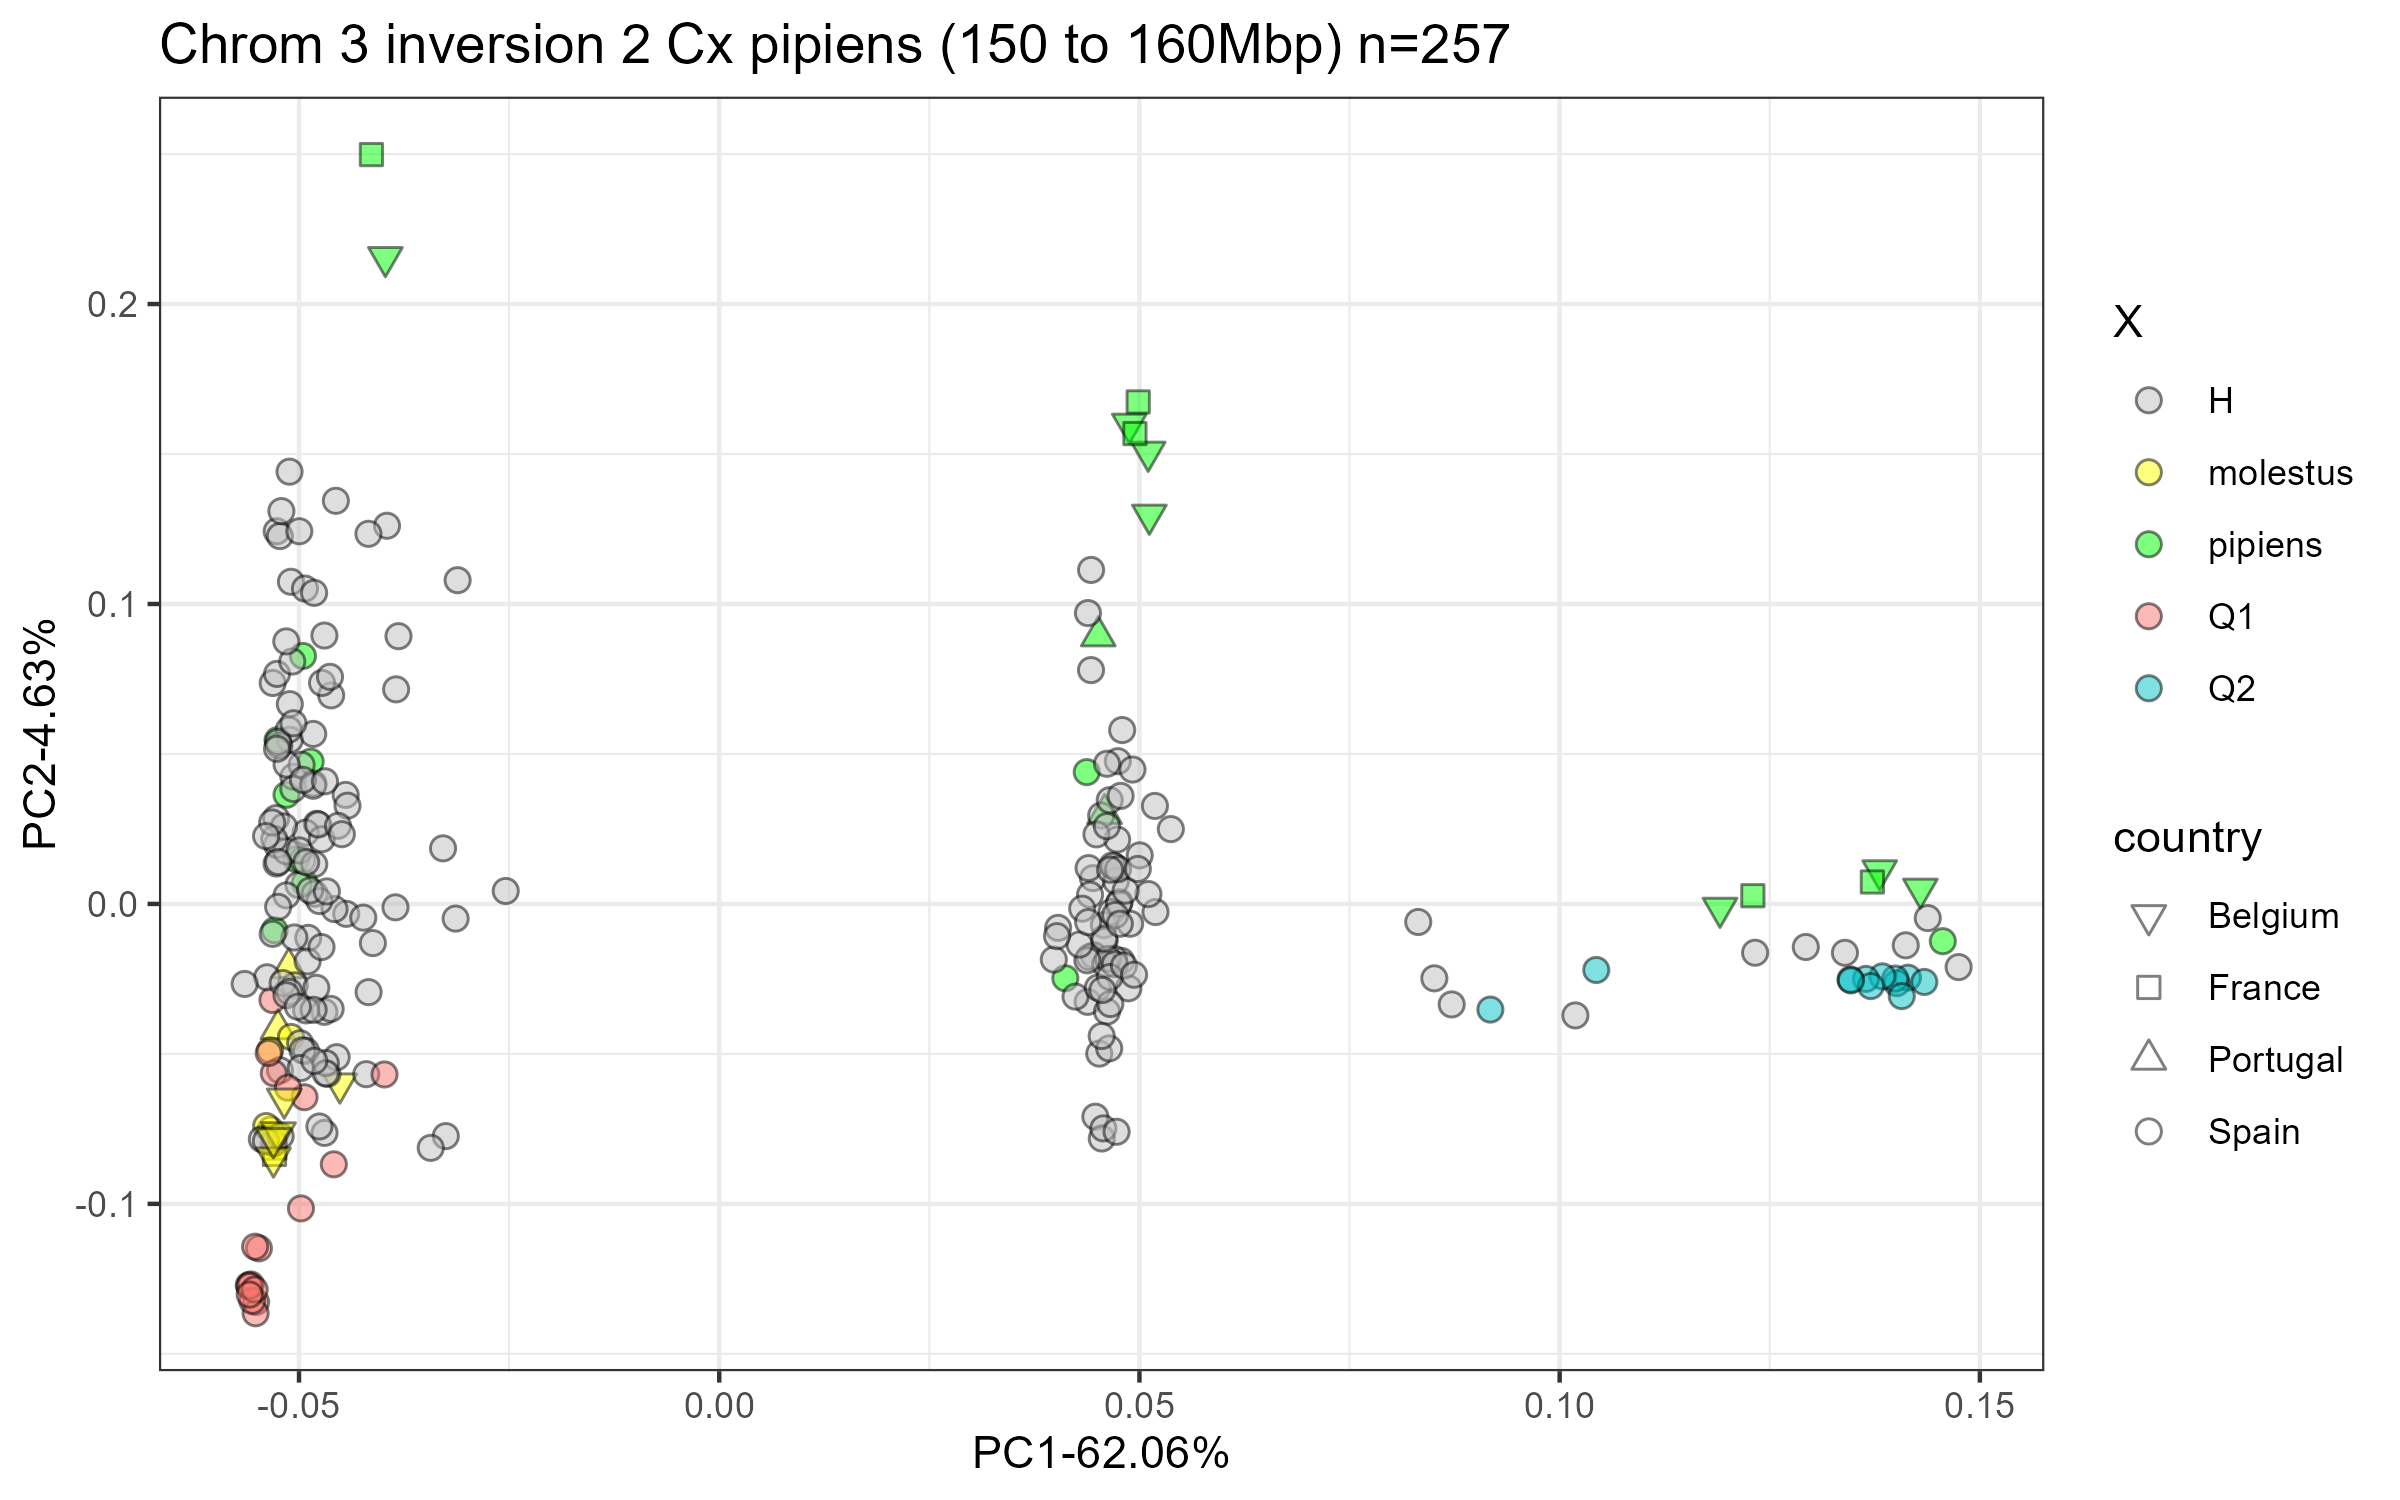 Chrom 3 inversion 2 Cx pipiens (150 to 160Mbp) n=257
0.2
0.1
0.0
-0.1
PC2-4.63%
-0.05
0.00
0.05
0.10
0.15
PC1-62.06%
X
H
molestus
pipiens
Q1
Q2
country
Belgium
France
Portugal
Spain